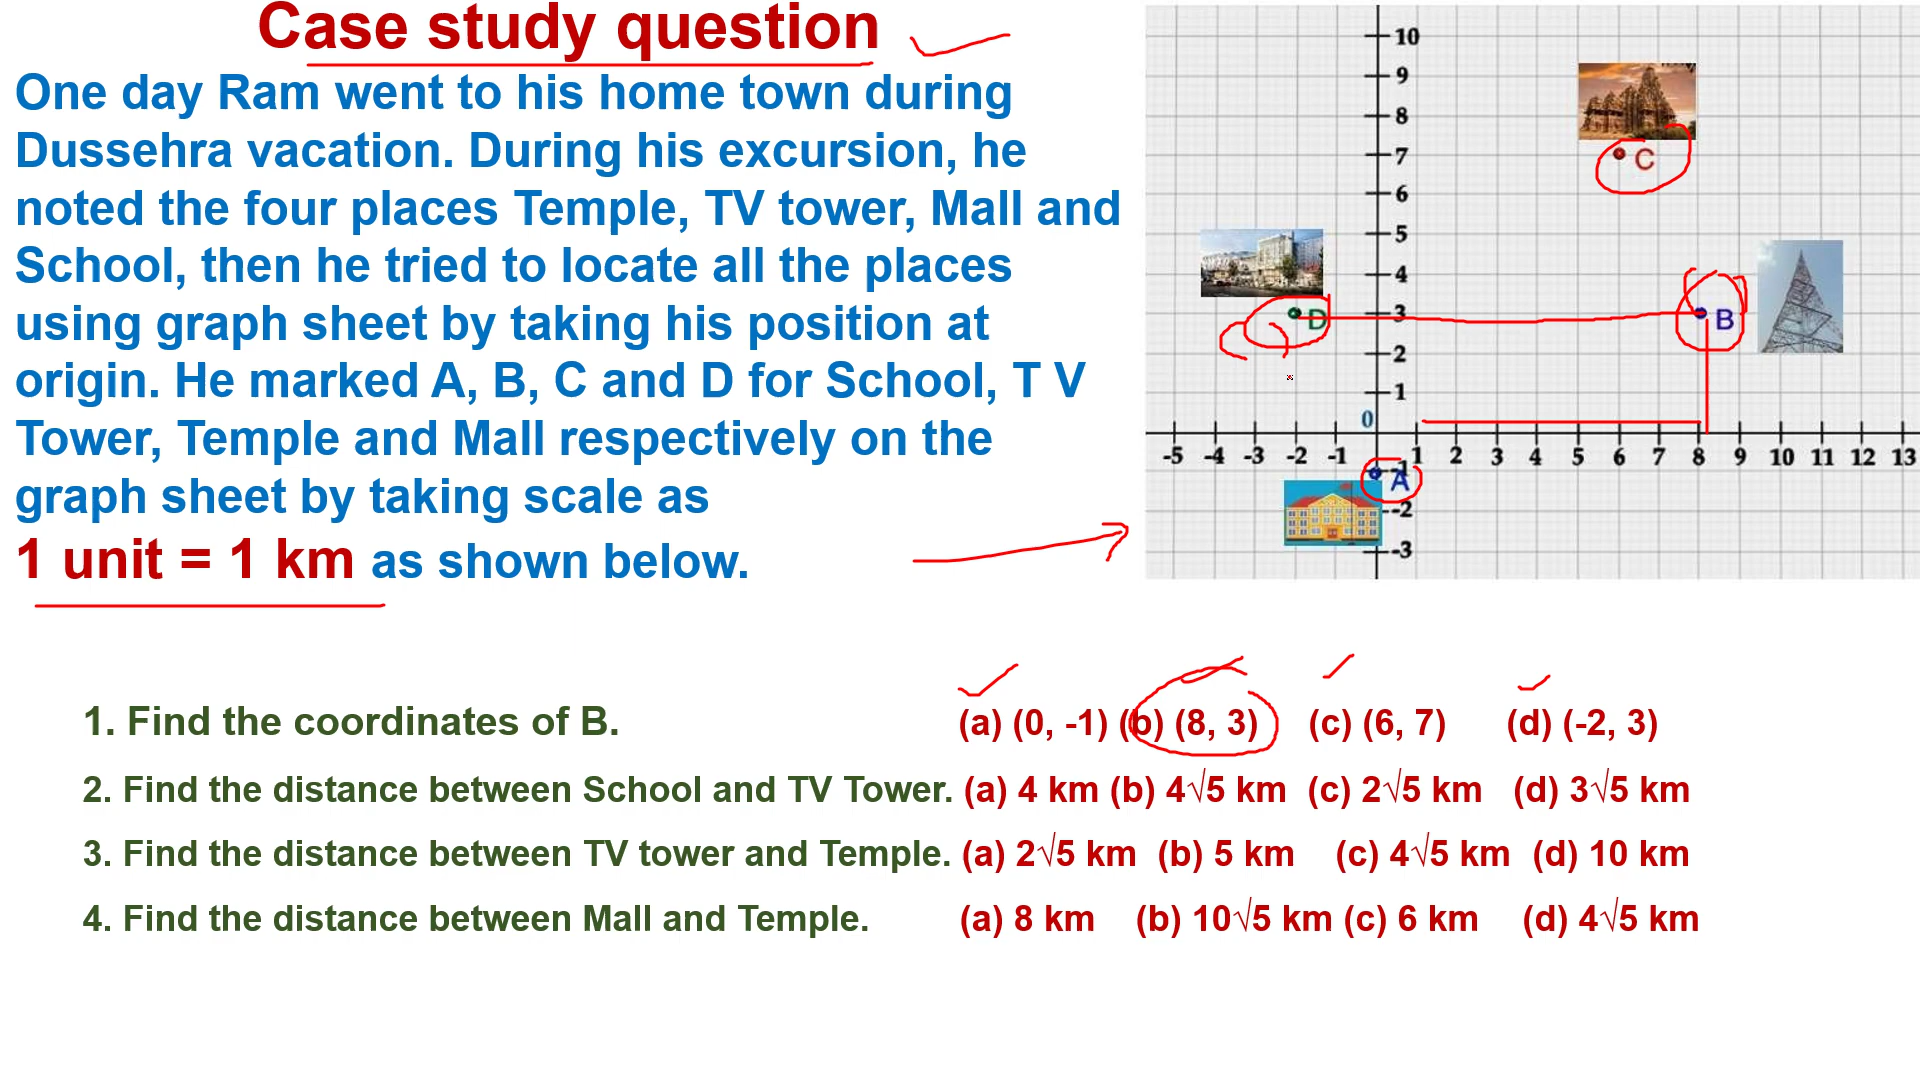 Case study question
One day Ram went to his home town during
Dussehra vacation. During his excursion, he
noted the four places Temple, TV tower, Mall and
School, then he tried to locate all the places
using graph sheet by taking his position at
origin. He marked A, B, C and D for School, T V
Tower, Temple and Mall respectively on the
graph sheet by taking scale as
1 unit = 1 km as shown below.
10
9
8
7
C
6
5
4
D 3 B
2
1
0
-5 -4 -3 -2 -1 1 2 3 4 5 6 7 8 9 10 11 12 13
-1 A
-2
-3
1. Find the coordinates of B. (a) (0, -1) (b) (8, 3) (c) (6, 7) (d) (-2, 3)
2. Find the distance between School and TV Tower. (a) 4 km (b) 4√5 km (c) 2√5 km (d) 3√5 km
3. Find the distance between TV tower and Temple. (a) 2√5 km (b) 5 km (c) 4√5 km (d) 10 km
4. Find the distance between Mall and Temple. (a) 8 km (b) 10√5 km (c) 6 km (d) 4√5 km